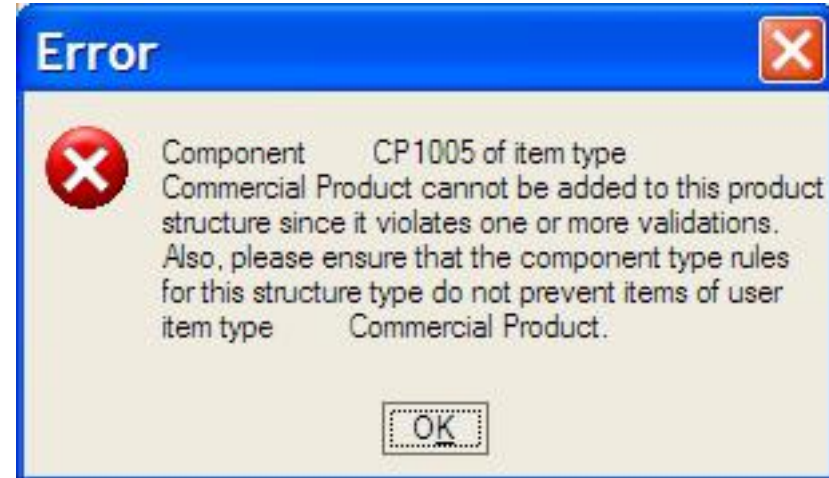 Error
Component CP1005 of item type
Commercial Product cannot be added to this product
structure since it violates one or more validations.
Also, please ensure that the component type rules
for this structure type do not prevent items of user
item type Commercial Product.
OK